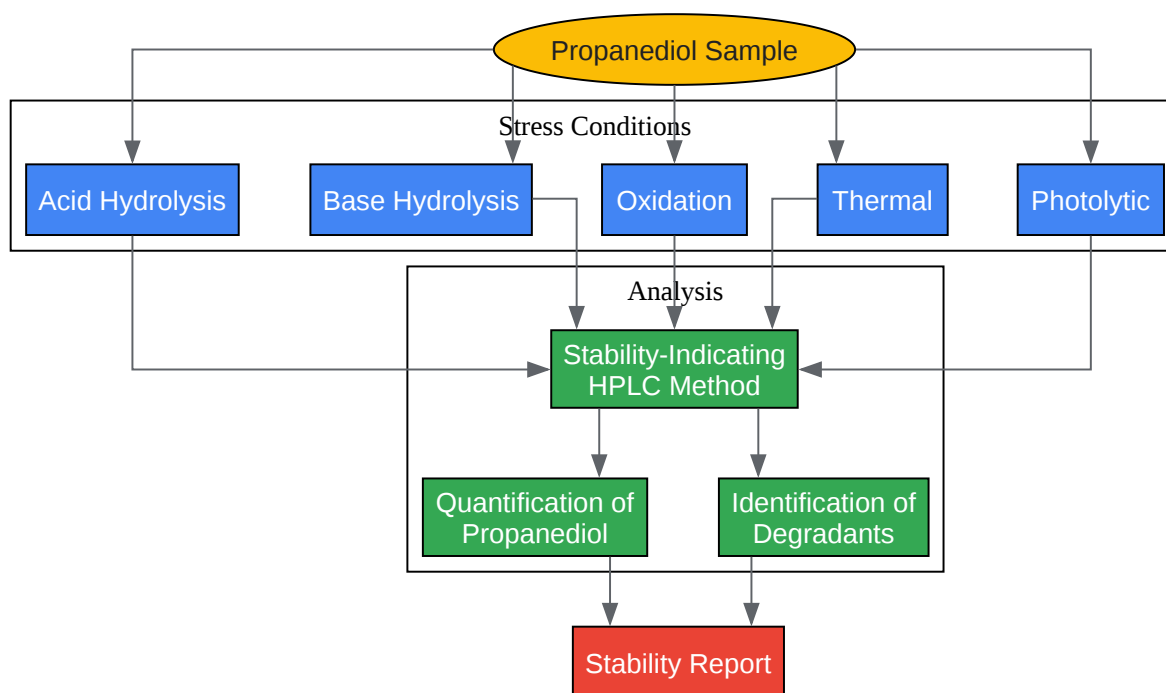 Propanediol Sample
Stress Conditions
Acid Hydrolysis
Base Hydrolysis
Oxidation
Thermal
Photolytic
Analysis
Stability-Indicating
HPLC Method
Quantification of
Propanediol
Identification of
Degradants
Stability Report